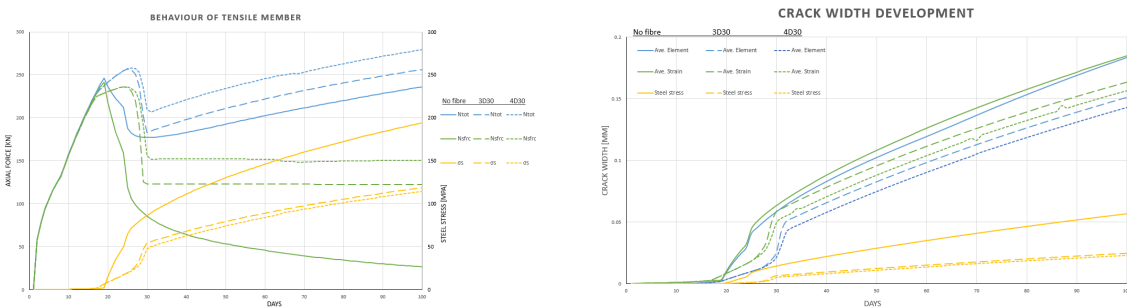 BEHAVIOUR OF TENSILE MEMBER
300
250
200
150
100
50
0
AXIAL FORCE [KN]
0 10 20 30 40 50 60 70 80 90 100
DAYS
300
250
200
150
100
50
0
STEEL STRESS [MPA]
No fibre 3D30 4D30
Ntot Ntot Ntot
Nsfrc Nsfrc Nsfrc
σs σs σs
CRACK WIDTH DEVELOPMENT
No fibre 3D30 4D30
Ave. Element Ave. Element Ave. Element
Ave. Strain Ave. Strain Ave. Strain
Steel stress Steel stress Steel stress
0.2
0.15
0.1
0.05
0
CRACK WIDTH [MM]
0 10 20 30 40 50 60 70 80 90
DAYS